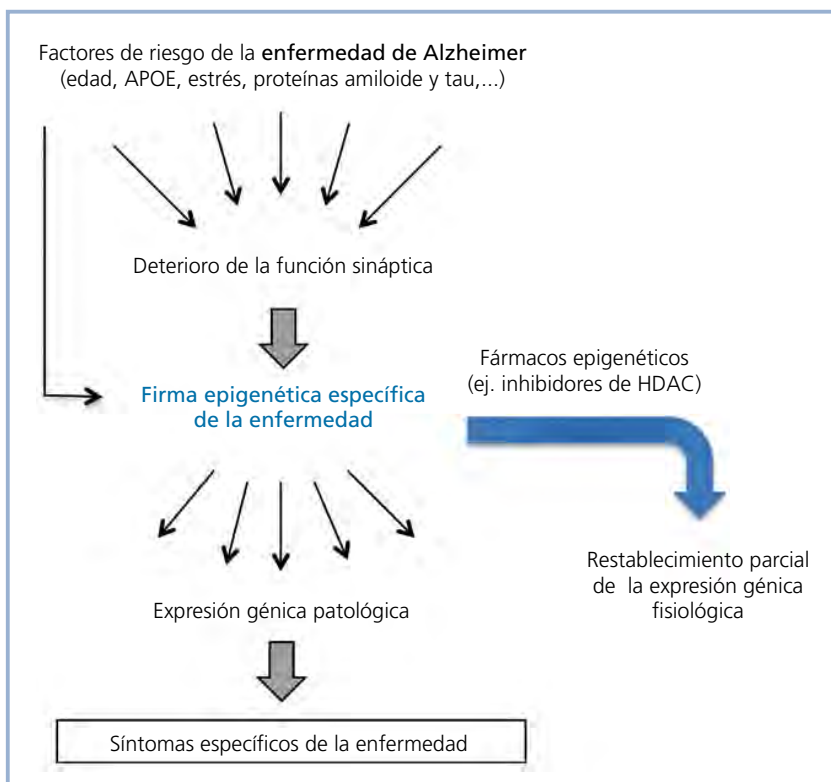 Factores de riesgo de la enfermedad de Alzheimer
(edad, APOE, estrés, proteínas amiloide y tau,...)
Deterioro de la función sináptica
Firma epigenética específica
de la enfermedad
Fármacos epigenéticos
(ej. inhibidores de HDAC)
Restablecimiento parcial
de la expresión génica
fisiológica
Expresión génica patológica
Síntomas específicos de la enfermedad